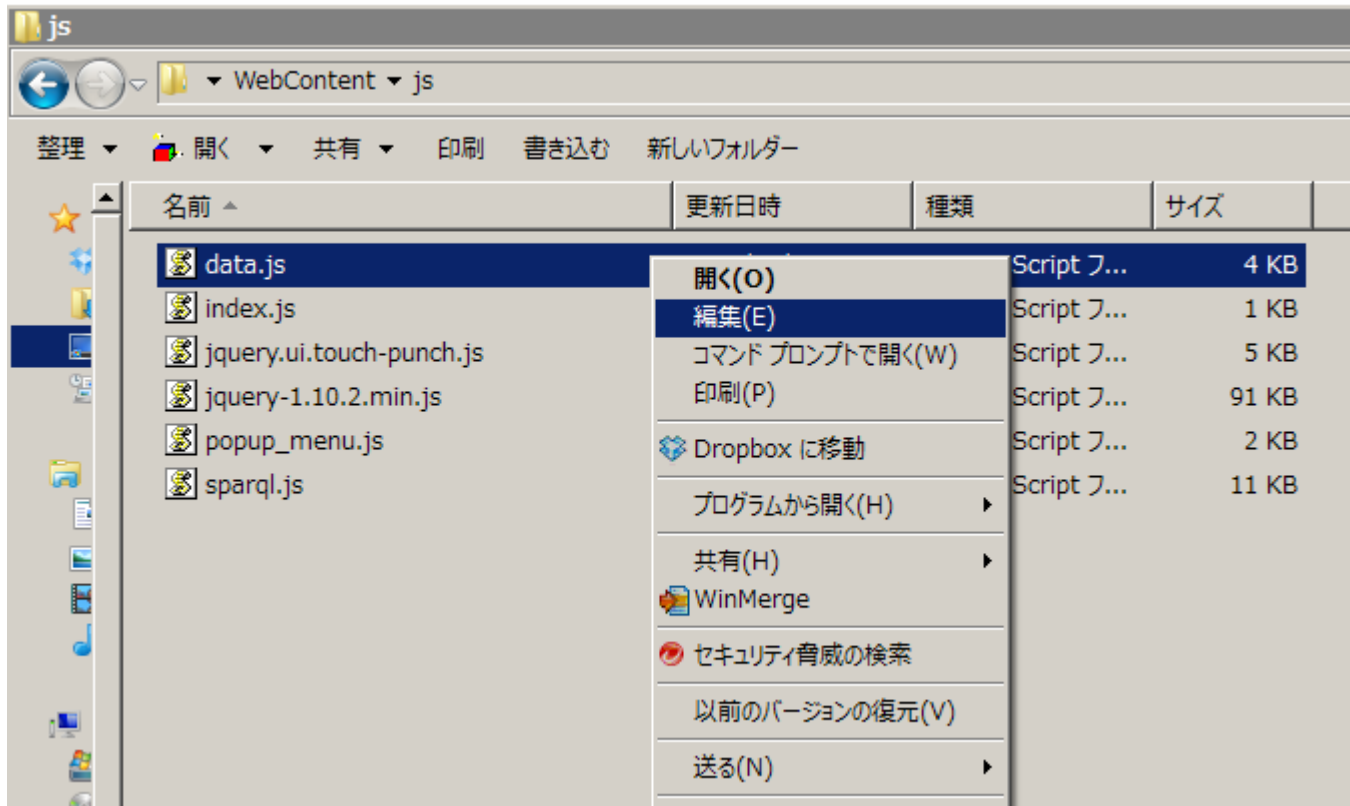 js
WebContent js
整理 開く 共有 印刷 書き込む 新しいフォルダー
名前 更新日時 種類 サイズ
data.js Script フ... 4 KB
index.js Script フ... 1 KB
jquery.ui.touch-punch.js Script フ... 5 KB
jquery-1.10.2.min.js Script フ... 91 KB
popup_menu.js Script フ... 2 KB
sparql.js Script フ... 11 KB
開く(O)
編集(E)
コマンド プロンプトで開く(W)
印刷(P)
Dropbox に移動
プログラムから開く(H)
共有(H)
WinMerge
セキュリティ脅威の検索
以前のバージョンの復元(V)
送る(N)